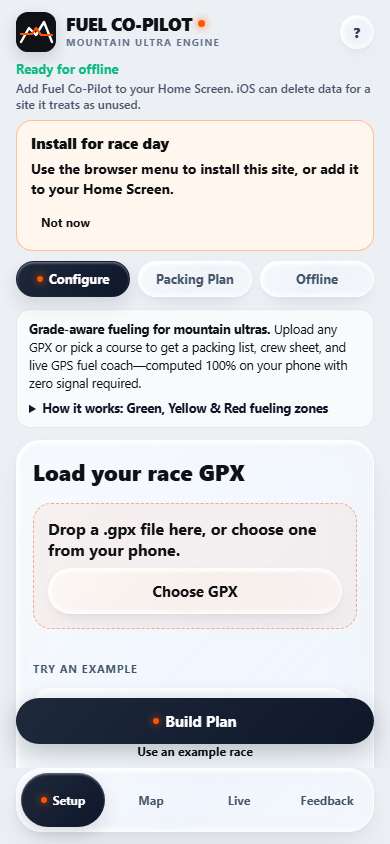 FUEL CO-PILOT
MOUNTAIN ULTRA ENGINE
?
Ready for offline
Add Fuel Co-Pilot to your Home Screen. iOS can delete data for a
site it treats as unused.
Install for race day
Use the browser menu to install this site, or add it
to your Home Screen.
Not now
Configure
Packing Plan
Offline
Grade-aware fueling for mountain ultras. Upload any
GPX or pick a course to get a packing list, crew sheet, and
live GPS fuel coach—computed 100% on your phone with
zero signal required.
How it works: Green, Yellow & Red fueling zones
Load your race GPX
Drop a .gpx file here, or choose one
from your phone.
Choose GPX
TRY AN EXAMPLE
Build Plan
Use an example race
Setup
Map
Live
Feedback